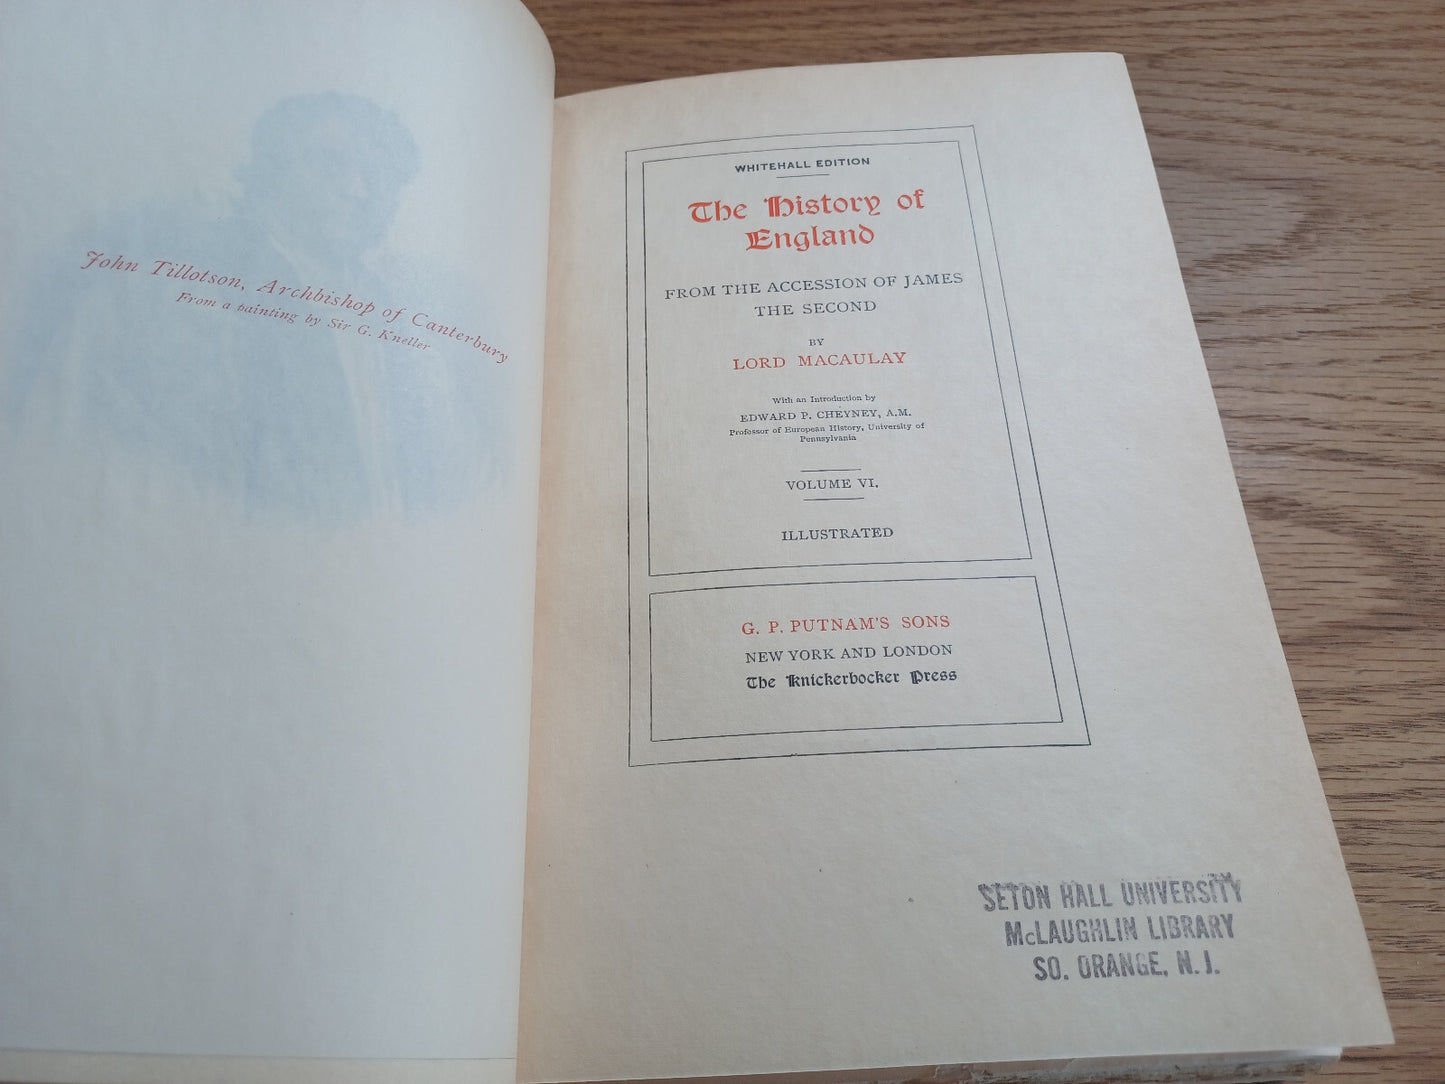 John Tillotson, Archbishop of Canterbury
From a painting by Sir G. Kneller
WHITEHALL EDITION
The History of
England
FROM THE ACCESSION OF JAMES
THE SECOND
BY
LORD MACAULAY
With an Introduction by
EDWARD P. CHEYNEY, A.M.
Professor of European History, University of
Pennsylvania
VOLUME VI.
ILLUSTRATED
G. P. PUTNAM'S SONS
NEW YORK AND LONDON
The Knickerbocker Press
SETON HALL UNIVERSITY
McLAUGHLIN LIBRARY
SO. ORANGE, N. J.